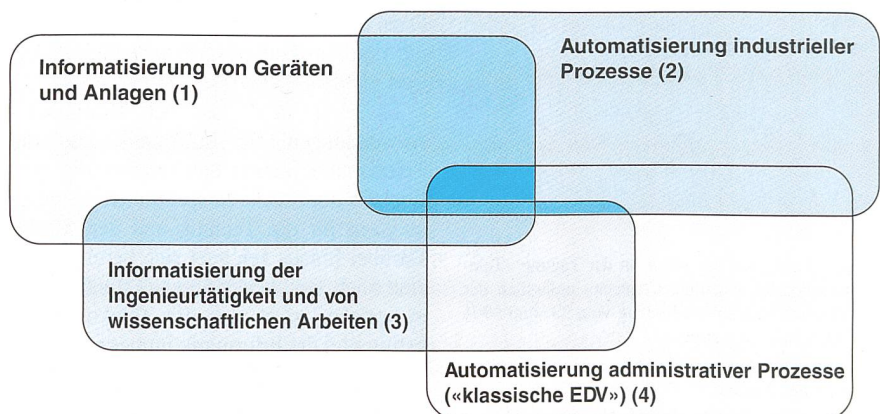 Informatisierung von Geräten
und Anlagen (1)
Automatisierung industrieller
Prozesse (2)
Informatisierung der
Ingenieurtätigkeit und von
wissenschaftlichen Arbeiten (3)
Automatisierung administrativer Prozesse
(«klassische EDV») (4)